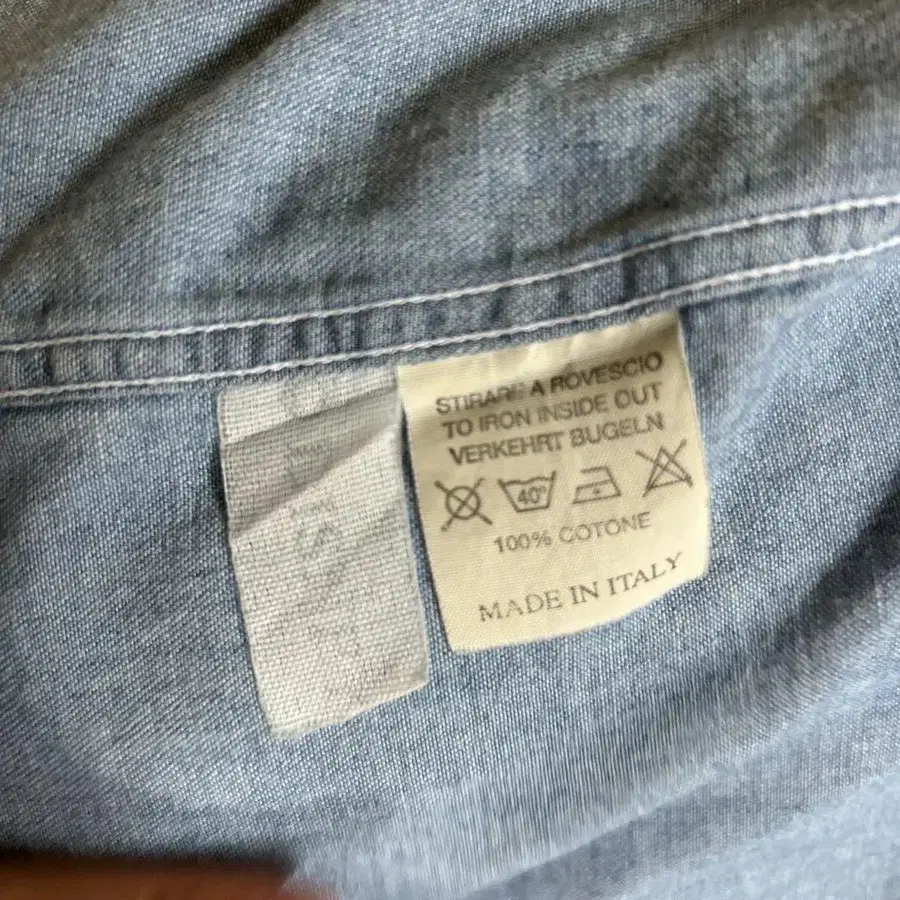 STIRARE A ROVESCIO
TO IRON INSIDE OUT
VERKEHRT BUGELN
40°
100% COTONE
MADE IN ITALY